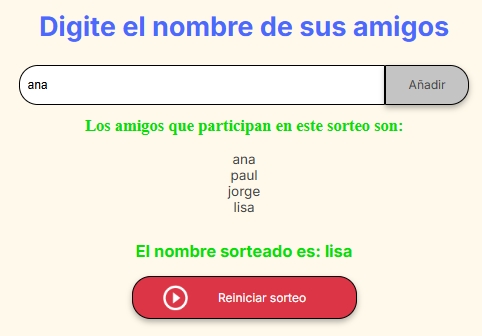 Digite el nombre de sus amigos
ana
Añadir
Los amigos que participan en este sorteo son:
ana
paul
jorge
lisa
El nombre sorteado es: lisa
Reiniciar sorteo